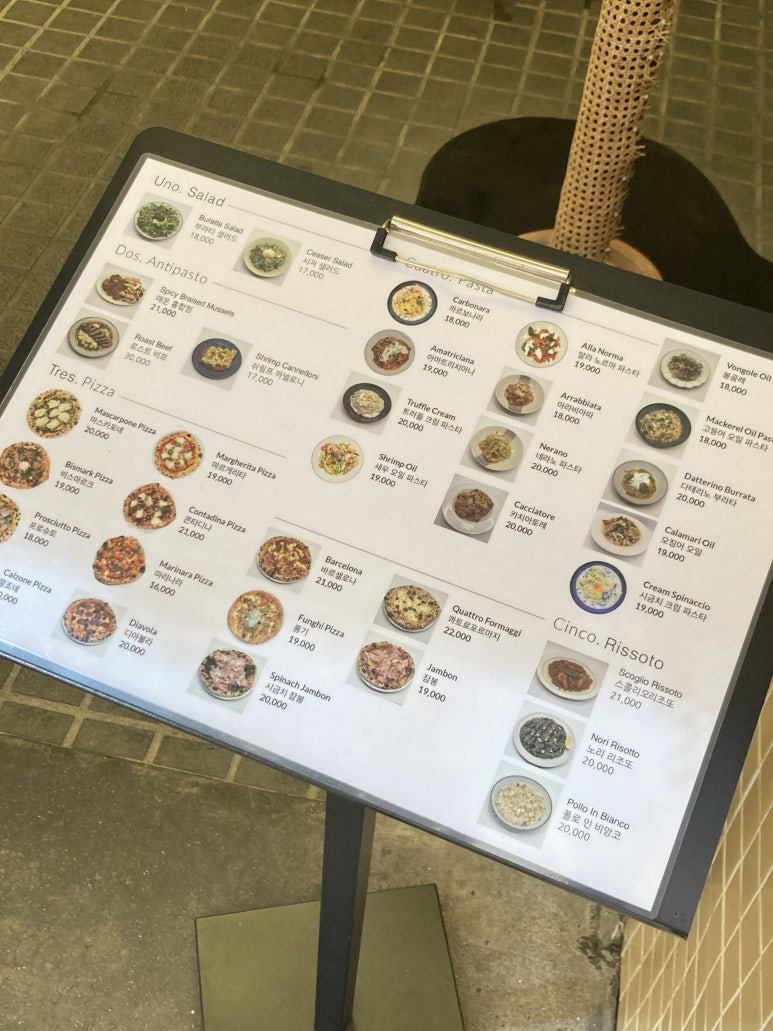 Uno. Salad
Buratta Salad
부라타 샐러드
18,000
Ceaser Salad
시저 샐러드
17,000
Dos. Antipasto
Spicy Braised Mussels
매운 홍합찜
21,000
Roast Beef
로스트 비프
30,000
Shrimp Cannelloni
쉬림프 까넬로니
17,000
Tres. Pizza
Mascarpone Pizza
마스카포네
20,000
Margherita Pizza
마르게리타
19,000
Bismark Pizza
비스마르크
19,000
Contadina Pizza
콘타디나
21,000
Prosciutto Pizza
프로슈토
18,000
Marinara Pizza
마리나라
16,000
Calzone Pizza
Diavola
디아볼라
20,000
Barcelona
바르셀로나
21,000
Funghi Pizza
풍기
19,000
Spinach Jambon
시금치 잠봉
20,000
Quattro Formaggi
콰트로포르마지
22,000
Jambon
잠봉
19,000
Cuatro. Pasta
Carbonara
까르보나라
18,000
Amatriciana
아마트리치아나
19,000
Truffle Cream
트러플 크림 파스타
20,000
Shrimp Oil
새우 오일 파스타
19,000
Alla Norma
알라 노르마 파스타
19,000
Arrabbiata
아라비아따
18,000
Nerano
네라노 파스타
20,000
Cacciatore
카치아토레
20,000
Vongole Oil
봉골레
18,000
Mackerel Oil
고등어 오일 파스타
18,000
Datterino Burrata
다테리노 부라타
20,000
Calamari Oil
오징어 오일
19,000
Cream Spinaccio
시금치 크림 파스타
19,000
Cinco. Rissoto
Scoglio Rissoto
스콜리오리조또
21,000
Nori Risotto
노리 리조또
20,000
Pollo In Bianco
폴로 인 비앙코
20,000